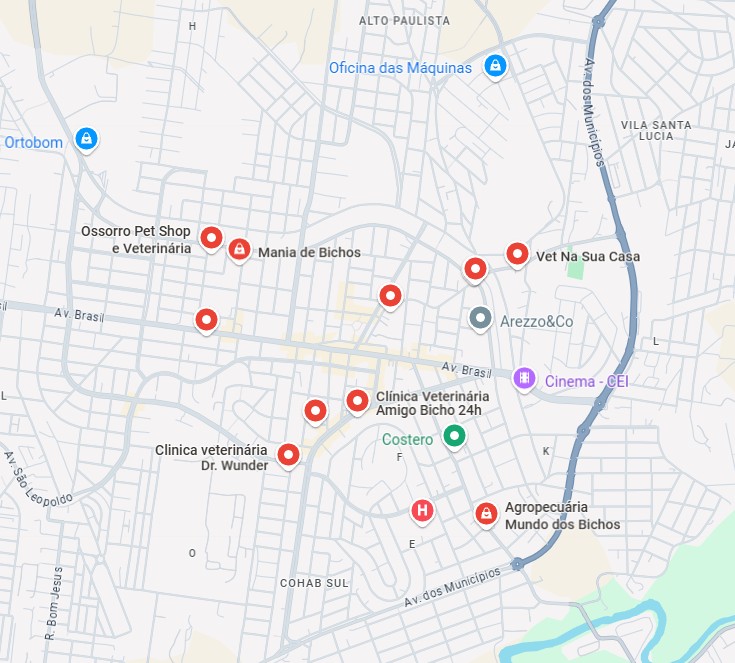 H
ALTO PAULISTA
Oficina das Máquinas
Av. dos Municípios
VILA SANTA
LUCIA
JA
Ortobom
Ossorro Pet Shop
e Veterinária
Mania de Bichos
Vet Na Sua Casa
sil
Av. Brasil
Arezzo&Co
L
Av. Brasil
Cinema - CEI
L
Clínica Veterinária
Amigo Bicho 24h
Costero
Clinica veterinária
Dr. Wunder
F
K
Av. São Leopoldo
H
Agropecuária
Mundo dos Bichos
E
O
COHAB SUL
Av. dos Municípios
R. Bom Jesus